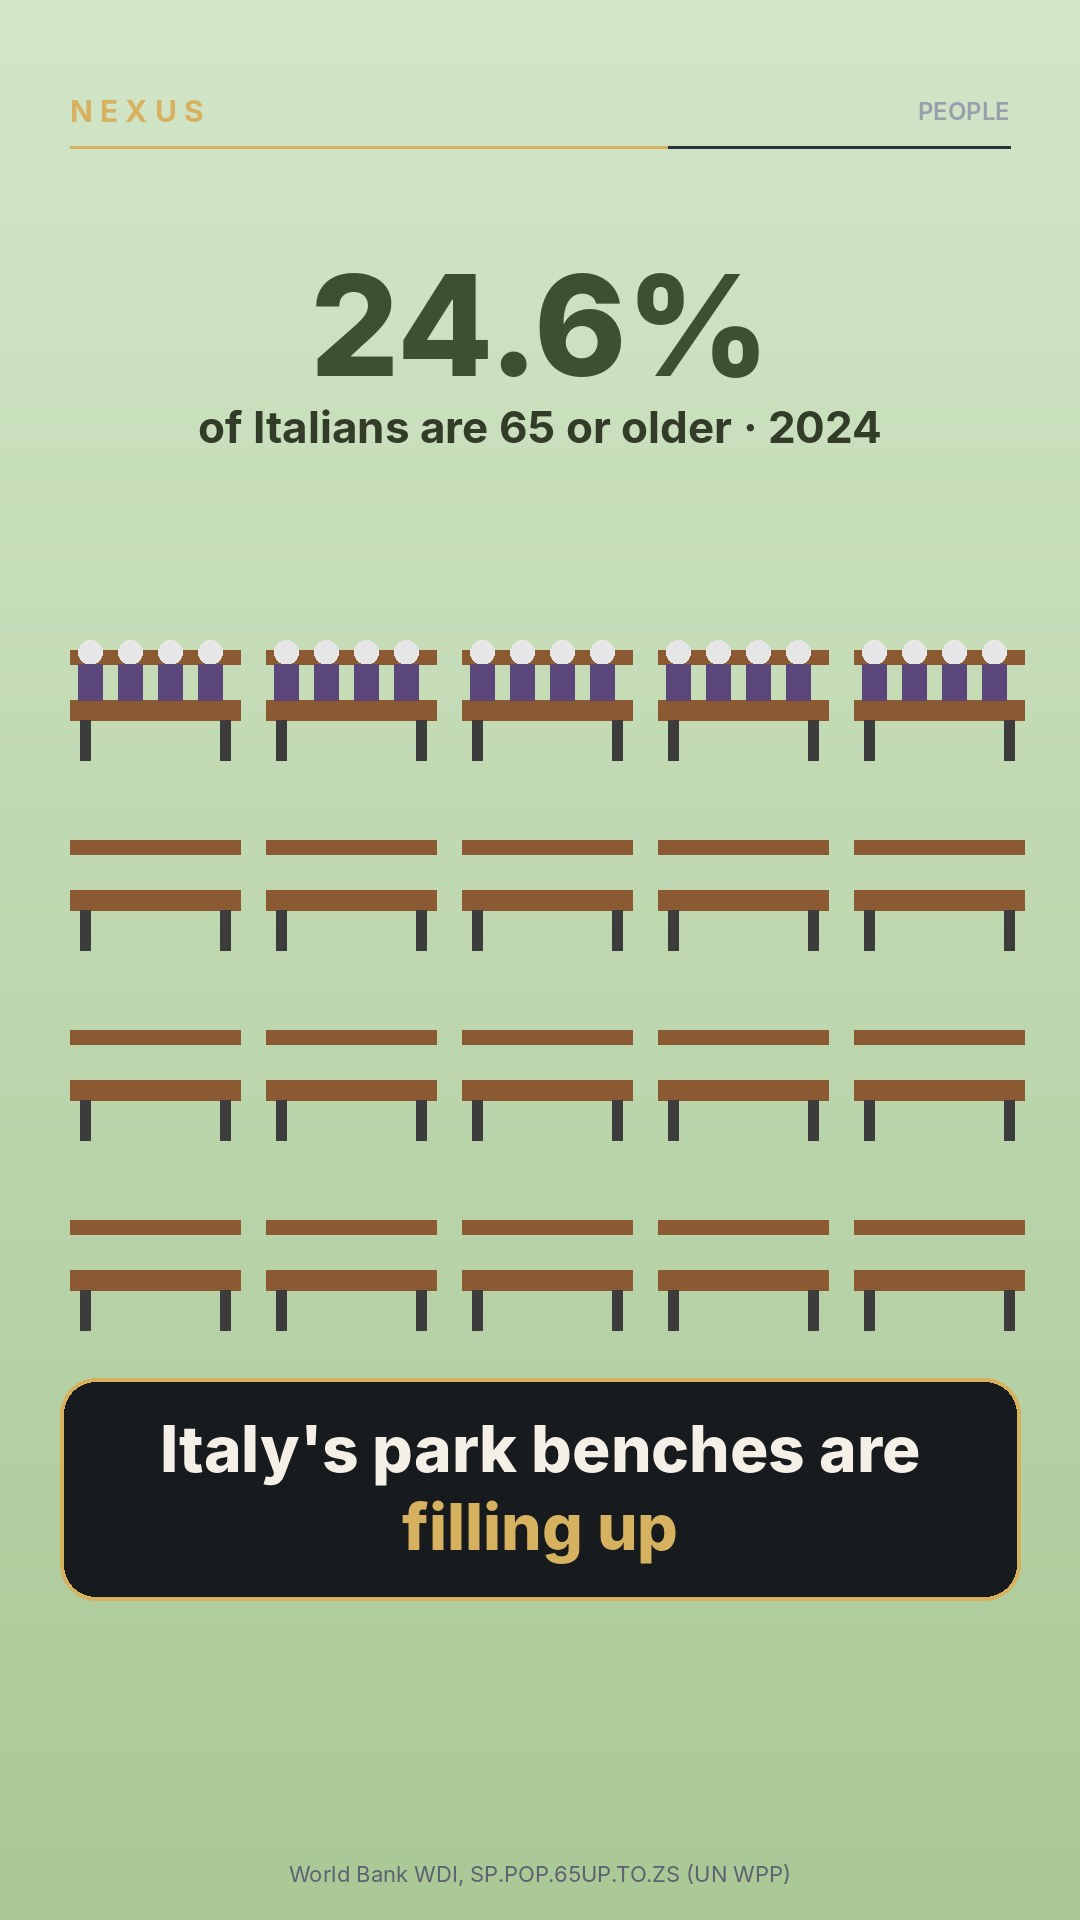 NEXUS
PEOPLE
24.6%
of Italians are 65 or older · 2024
Italy's park benches are
filling up
World Bank WDI, SP.POP.65UP.TO.ZS (UN WPP)